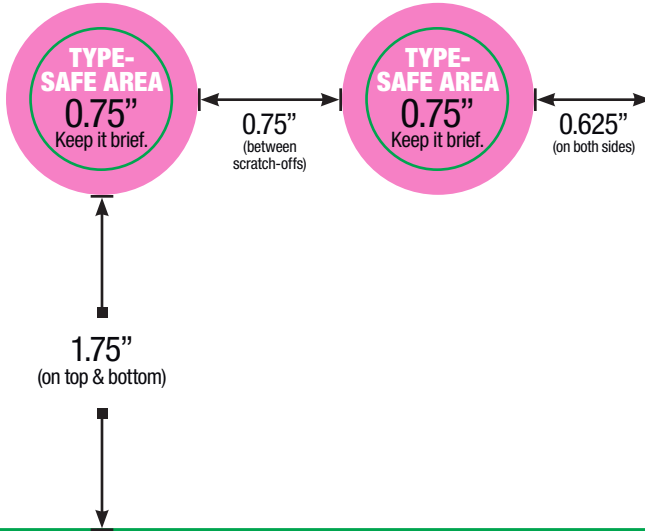 TYPE-
SAFE AREA
0.75”
Keep it brief.
0.75”
(between
scratch-offs)
TYPE-
SAFE AREA
0.75”
Keep it brief.
0.625”
(on both sides)
1.75”
(on top & bottom)